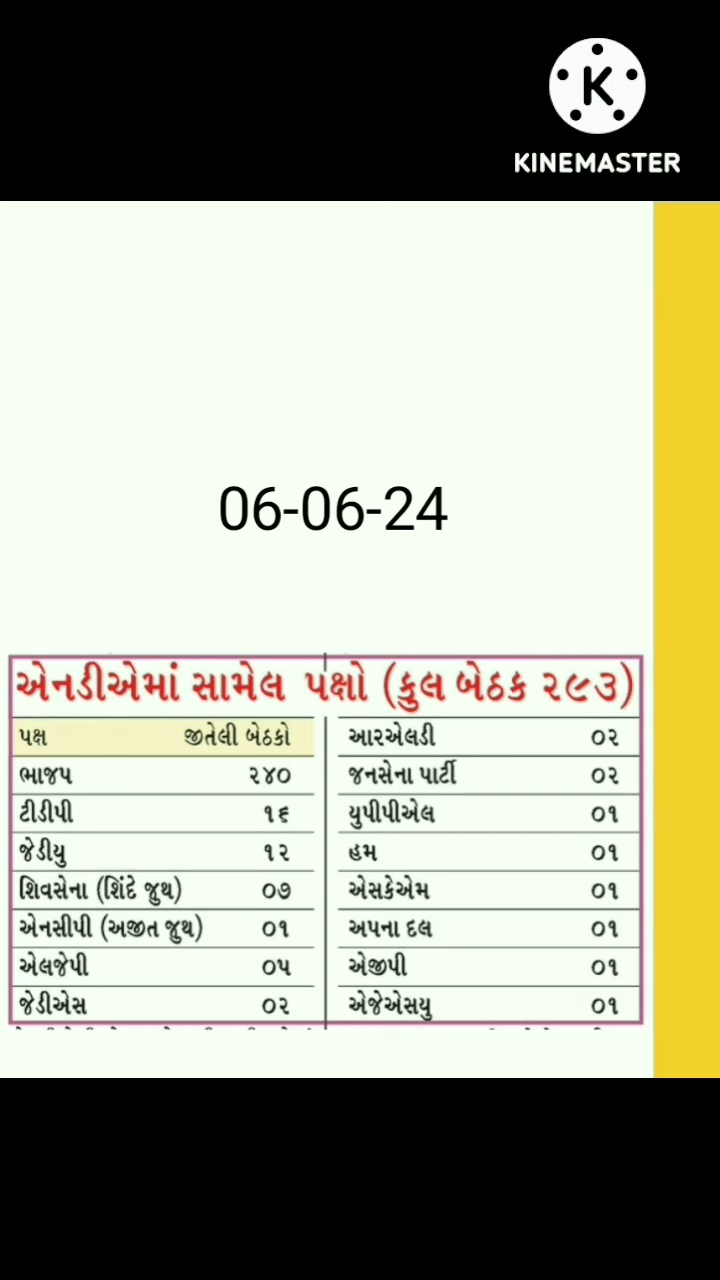 K
KINEMASTER
06-06-24
એનડીએમાં સામેલ પક્ષો (કુલ બેઠક ૨૯૩)
પક્ષ જીતેલી બેઠકો
ભાજપ ૨૪૦
ટીડીપી ૧૬
જેડીયુ ૧૨
શિવસેના (શિંદે જુથ) ૦૭
એનસીપી (અજીત જુથ) ૦૧
એલજેપી ૦૫
જેડીએસ ૦૨
આરએલડી ૦૨
જનસેના પાર્ટી ૦૨
યુપીપીએલ ૦૧
હમ ૦૧
એસકેએમ ૦૧
અપના દલ ૦૧
એજીપી ૦૧
એજેએસયુ ૦૧